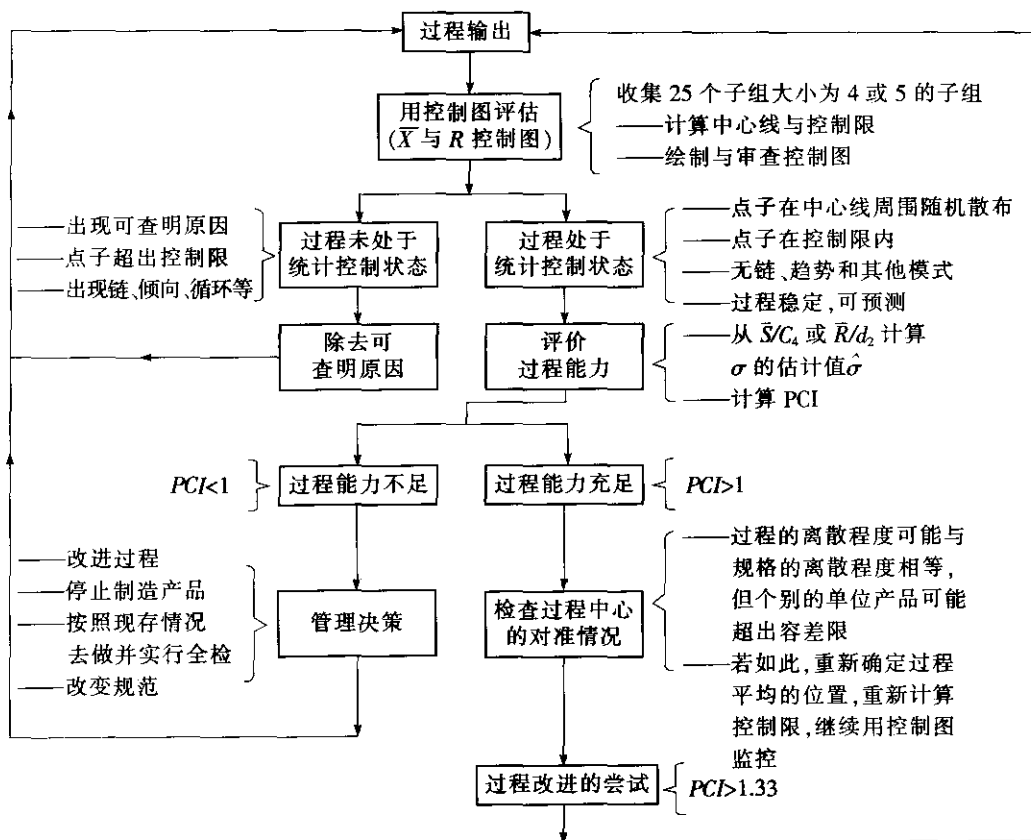 过程输出
用控制图评估
(X̄ 与 R 控制图)
收集 25 个子组大小为 4 或 5 的子组
——计算中心线与控制限
——绘制与审查控制图
——出现可查明原因
——点子超出控制限
——出现链、倾向、循环等
过程未处于
统计控制状态
过程处于
统计控制状态
——点子在中心线周围随机散布
——点子在控制限内
——无链、趋势和其他模式
——过程稳定,可预测
除去可
查明原因
评价
过程能力
——从 S̄/C₄ 或 R̄/d₂ 计算
σ 的估计值σ̂
——计算 PCI
PCI<1
过程能力不足
过程能力充足
PCI>1
——改进过程
——停止制造产品
——按照现存情况
去做并实行全检
——改变规范
管理决策
检查过程中心
的对准情况
——过程的离散程度可能与
规格的离散程度相等,
但个别的单位产品可能
超出容差限
——若如此,重新确定过程
平均的位置,重新计算
控制限,继续用控制图
监控
过程改进的尝试
PCI>1.33